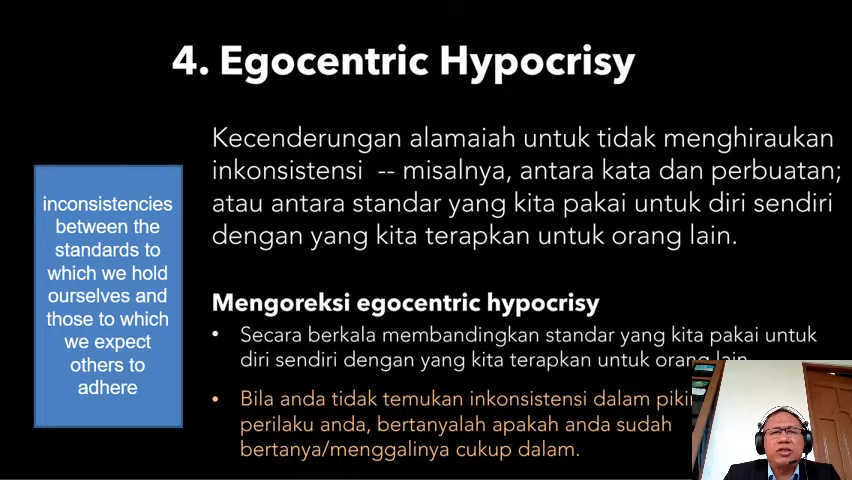 4. Egocentric Hypocrisy
Kecenderungan alamaiah untuk tidak menghiraukan
inkonsistensi -- misalnya, antara kata dan perbuatan;
atau antara standar yang kita pakai untuk diri sendiri
dengan yang kita terapkan untuk orang lain.
inconsistencies
between the
standards to
which we hold
ourselves and
those to which
we expect
others to
adhere
Mengoreksi egocentric hypocrisy
• Secara berkala membandingkan standar yang kita pakai untuk
diri sendiri dengan yang kita terapkan untuk orang lain
• Bila anda tidak temukan inkonsistensi dalam
perilaku anda, bertanyalah apakah anda sudah
bertanya/menggalinya cukup dalam.